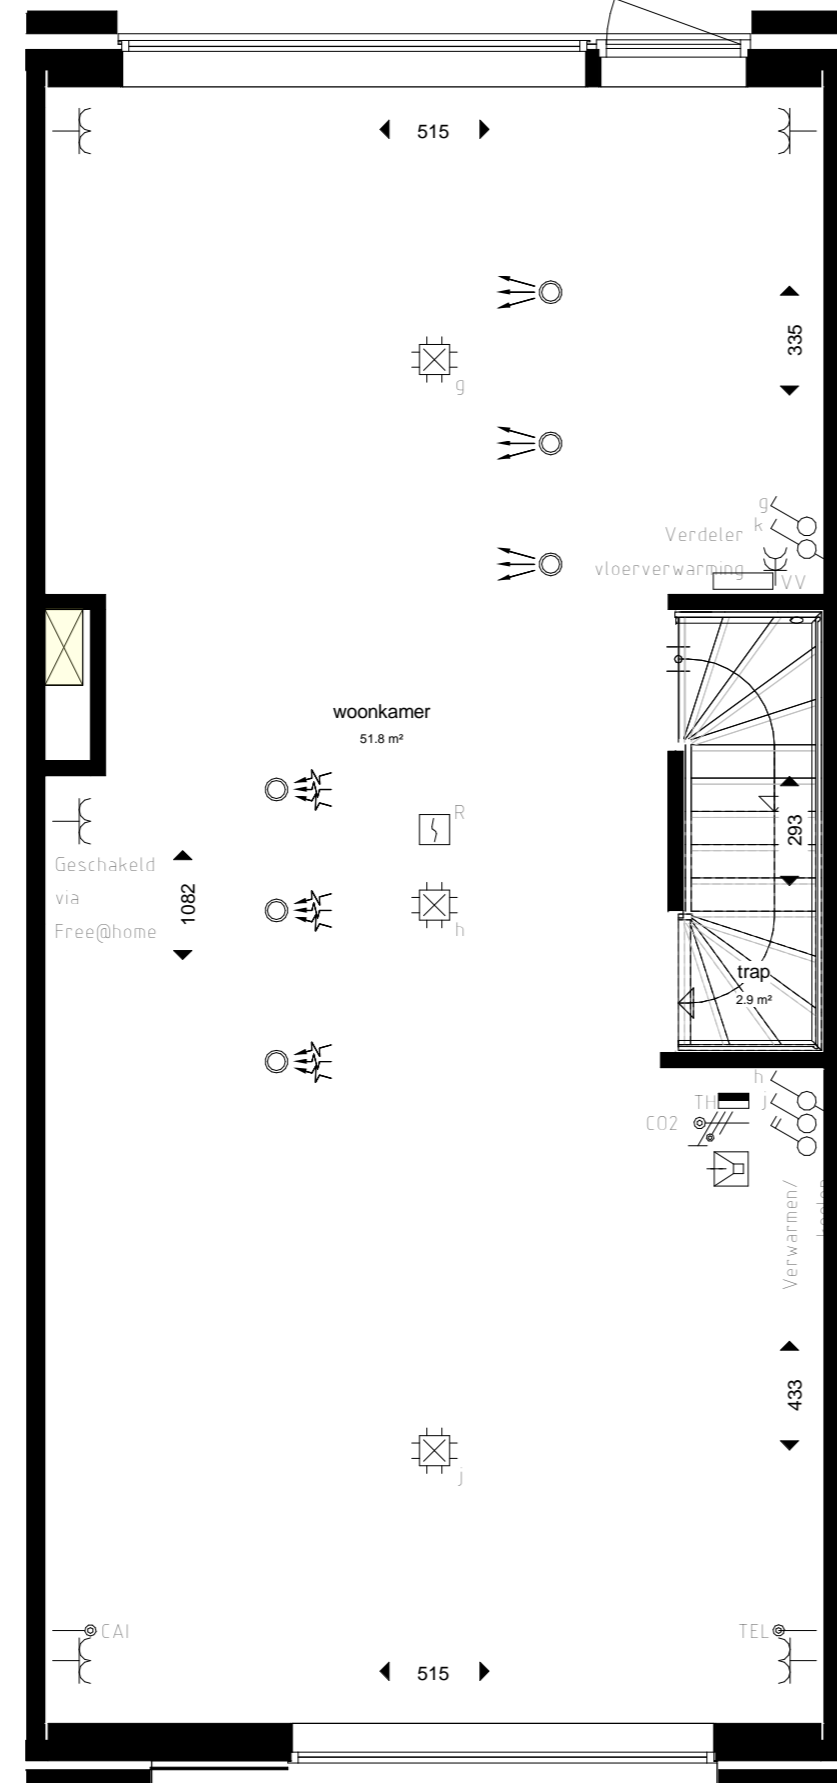 515
335
g
g
k
Verdeler
vloerverwarming
VV
woonkamer
51.8 m²
R
Geschakeld
via
Free@home
1082
293
h
trap
2.9 m²
h
TH
j
CO2
Verwarmen/
433
j
CAI
TEL
515